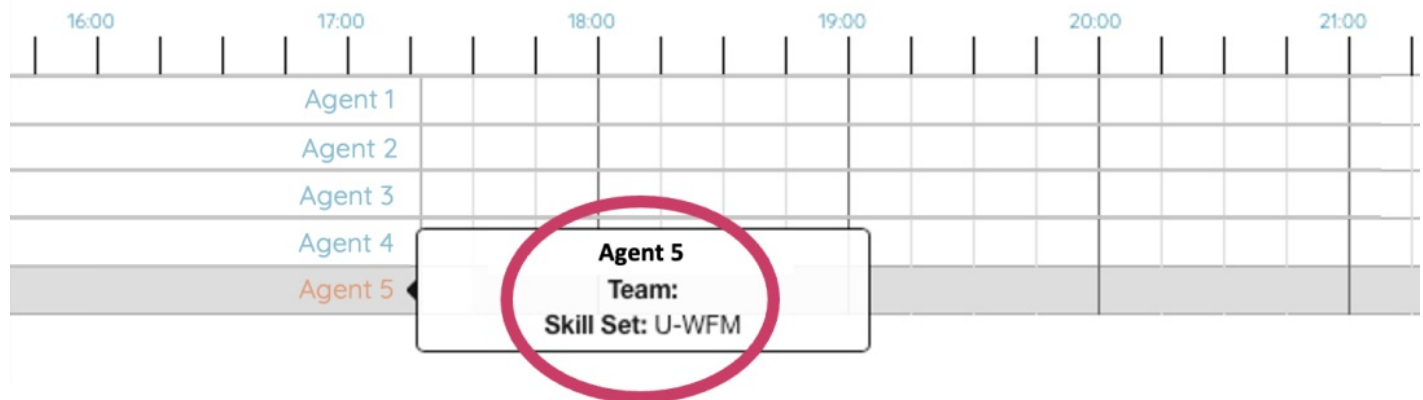 16:00 17:00 18:00 19:00 20:00 21:00
Agent 1
Agent 2
Agent 3
Agent 4
Agent 5
Agent 5
Team:
Skill Set: U-WFM